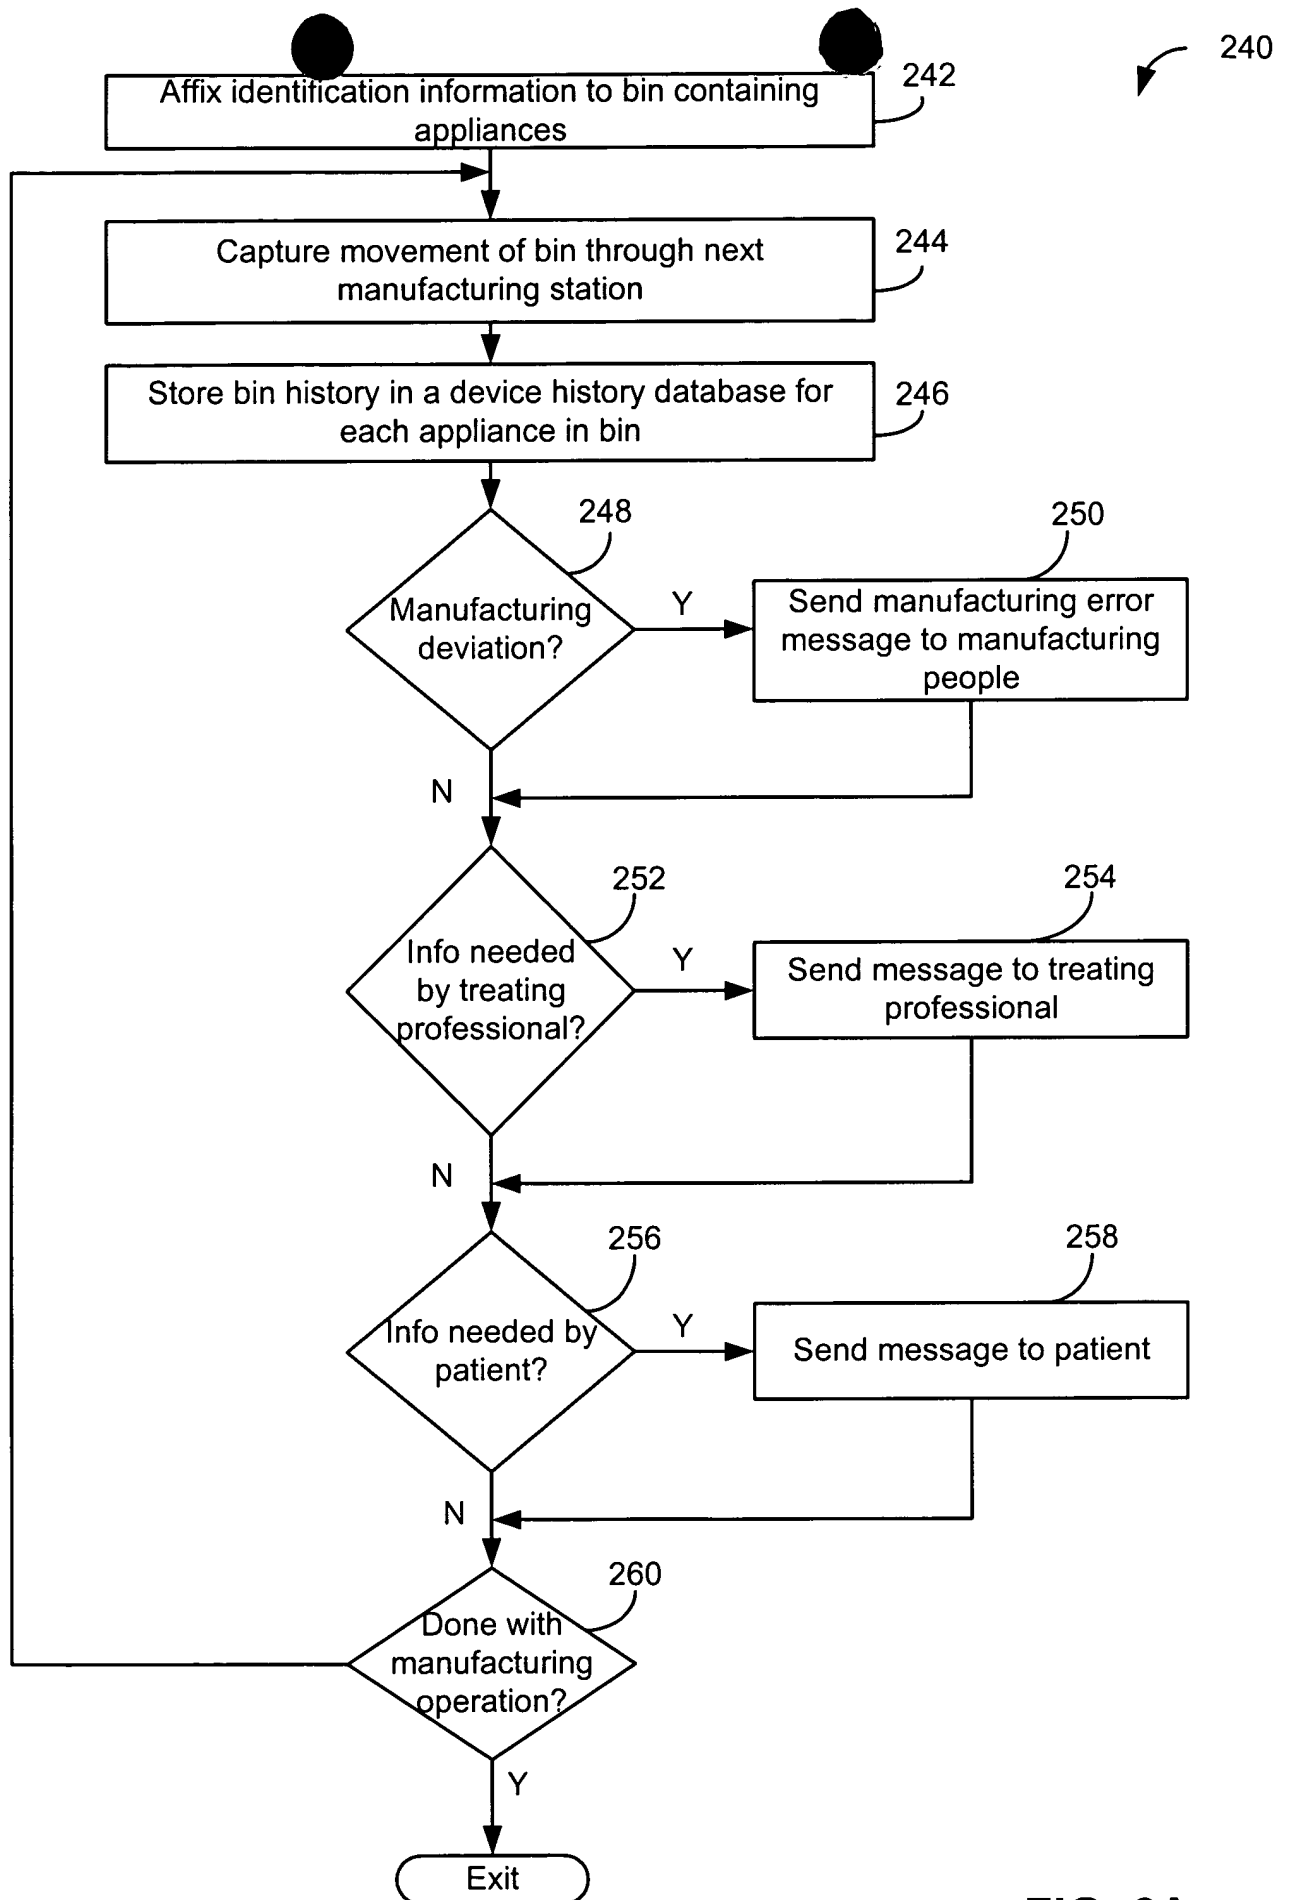 240
Affix identification information to bin containing
appliances
242
Capture movement of bin through next
manufacturing station
244
Store bin history in a device history database for
each appliance in bin
246
248
Manufacturing
deviation?
Y
250
Send manufacturing error
message to manufacturing
people
N
252
Info needed
by treating
professional?
Y
254
Send message to treating
professional
N
256
Info needed by
patient?
Y
258
Send message to patient
N
260
Done with
manufacturing
operation?
Y
Exit